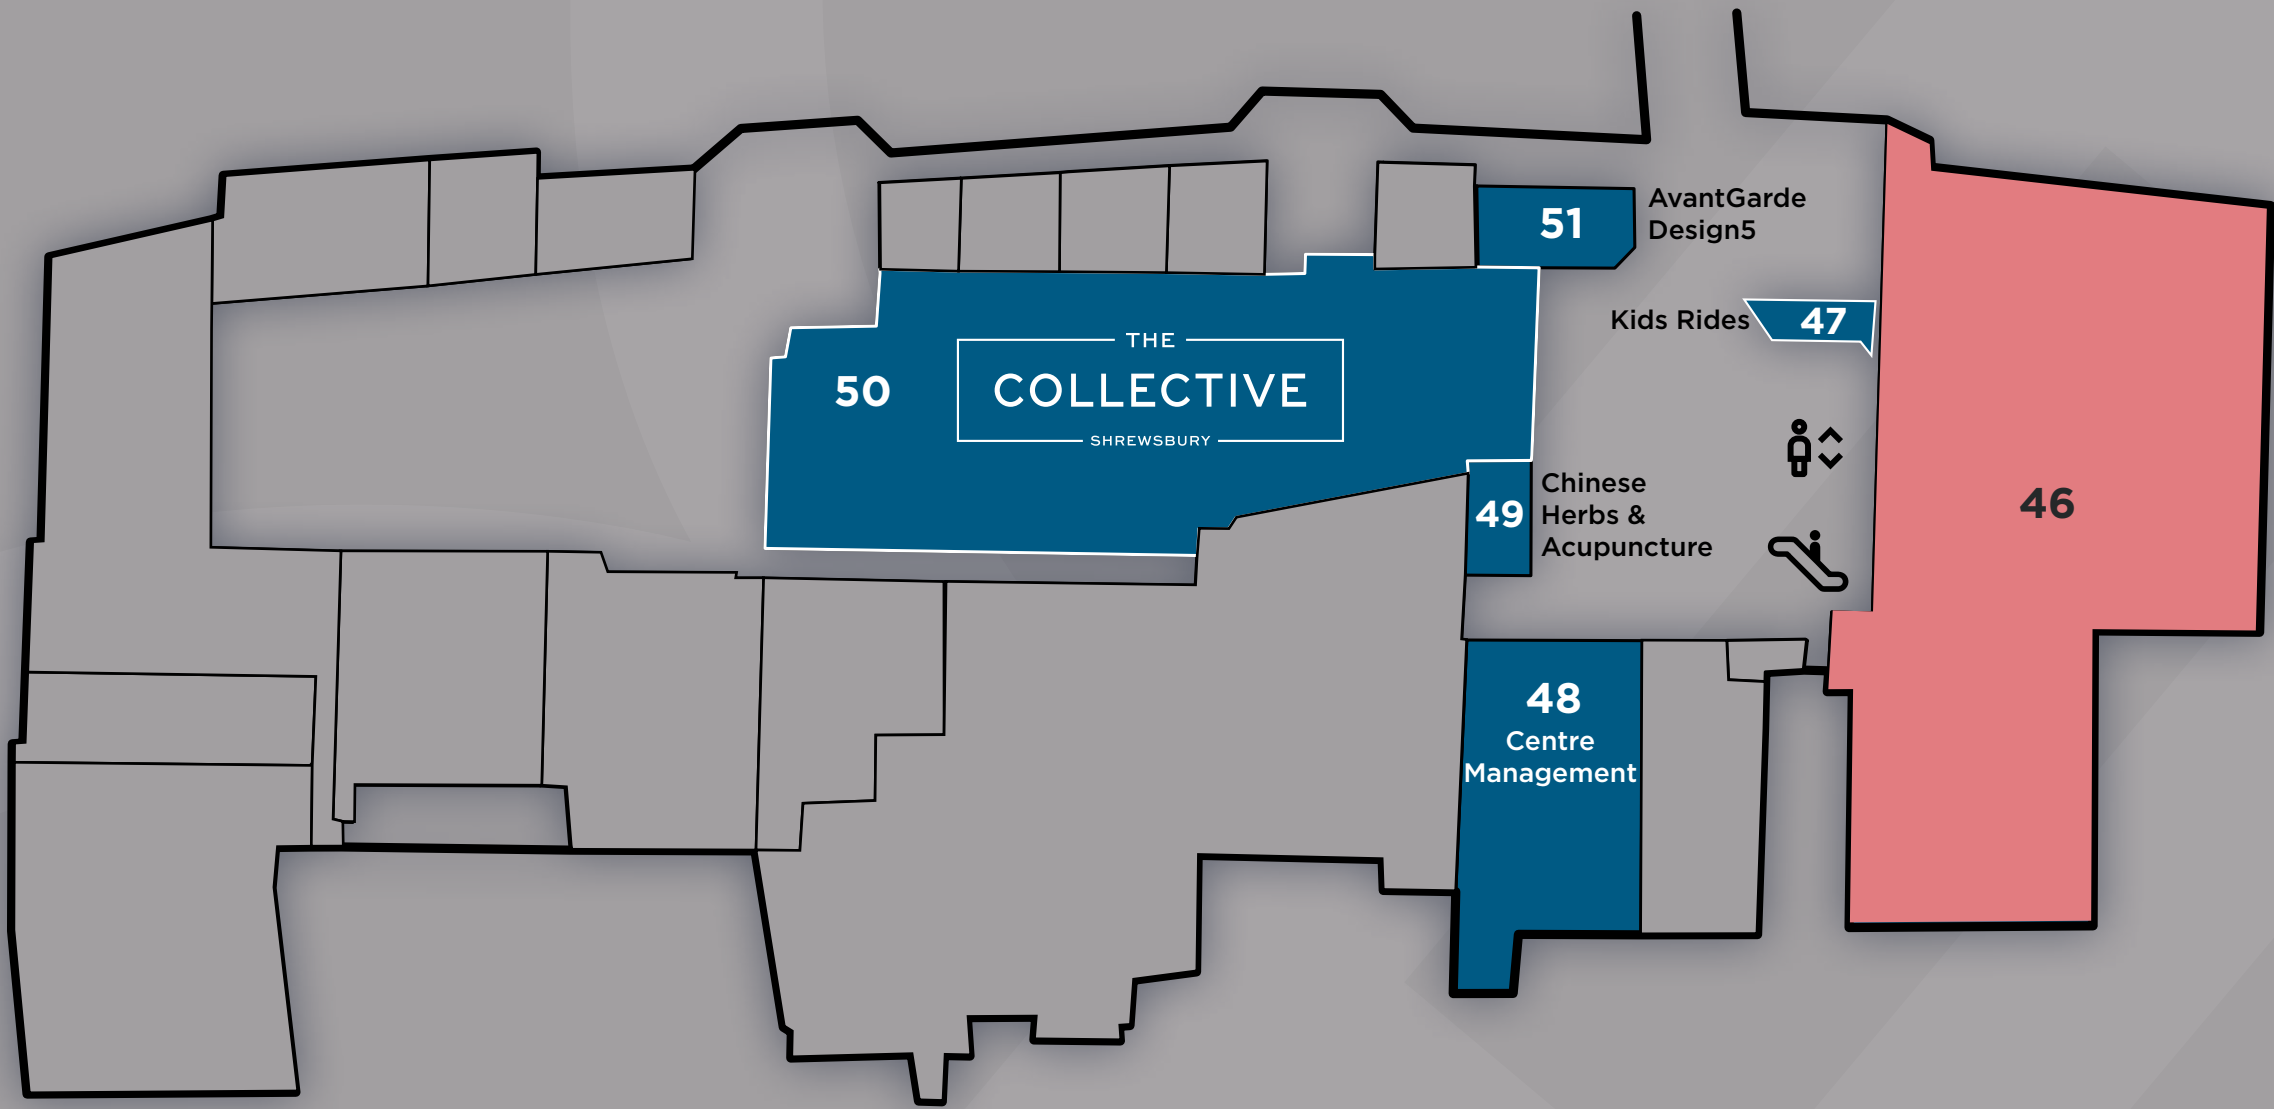 51
AvantGarde
Design5
Kids Rides
47
50
THE
COLLECTIVE
SHREWSBURY
46
49
Chinese
Herbs &
Acupuncture
48
Centre
Management